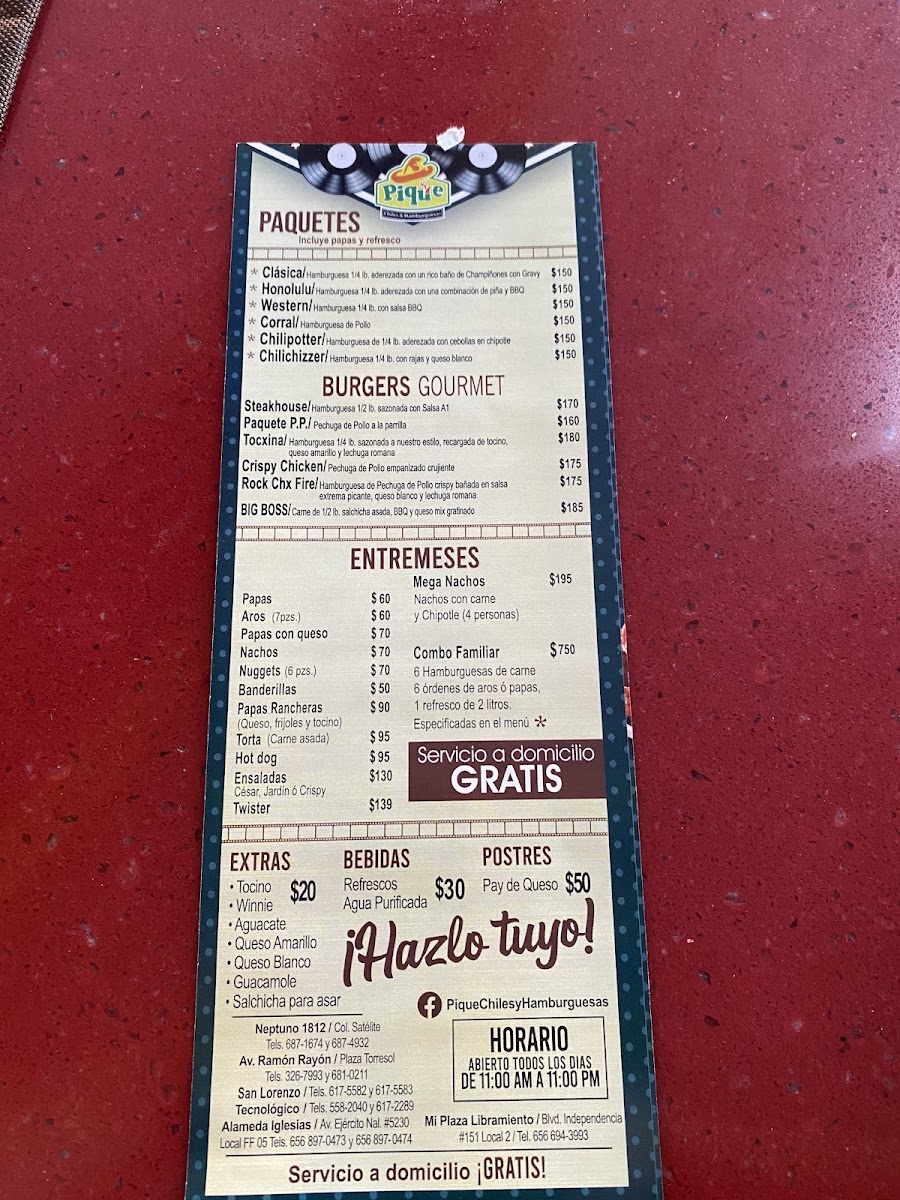 Pique
Chiles & Hamburguesas
PAQUETES
Incluye papas y refresco
* Clásica/ Hamburguesa 1/4 lb. aderezada con un rico baño de Champiñones con Gravy $150
* Honolulu/ Hamburguesa 1/4 lb. aderezada con una combinación de piña y BBQ $150
* Western/ Hamburguesa 1/4 lb. con salsa BBQ $150
* Corral/ Hamburguesa de Pollo $150
* Chilipotter/ Hamburguesa de 1/4 lb. aderezada con cebollas en chipotle $150
* Chilichizzer/ Hamburguesa 1/4 lb. con rajas y queso blanco $150
BURGERS GOURMET
Steakhouse/ Hamburguesa 1/2 lb. sazonada con Salsa A1 $170
Paquete P.P./ Pechuga de Pollo a la parrilla $160
Tocxina/ Hamburguesa 1/4 lb. sazonada a nuestro estilo, recargada de tocino, $180
queso amarillo y lechuga romana
Crispy Chicken/ Pechuga de Pollo empanizado crujiente $175
Rock Chx Fire/ Hamburguesa de Pechuga de Pollo crispy bañada en salsa $175
extrema picante, queso blanco y lechuga romana
BIG BOSS/ Carne de 1/2 lb. salchicha asada, BBQ y queso mix gratinado $185
ENTREMESES
Papas $60
Aros (7pzs.) $60
Papas con queso $70
Nachos $70
Nuggets (6 pzs.) $70
Banderillas $50
Papas Rancheras $90
(Queso, frijoles y tocino)
Torta (Carne asada) $95
Hot dog $95
Ensaladas $130
César, Jardín ó Crispy
Twister $139
Mega Nachos $195
Nachos con carne
y Chipotle (4 personas)
Combo Familiar $750
6 Hamburguesas de carne
6 órdenes de aros ó papas,
1 refresco de 2 litros.
Especificadas en el menú *
Servicio a domicilio
GRATIS
EXTRAS
• Tocino $20
• Winnie
• Aguacate
• Queso Amarillo
• Queso Blanco
• Guacamole
• Salchicha para asar
BEBIDAS
Refrescos $30
Agua Purificada
POSTRES
Pay de Queso $50
¡Hazlo tuyo!
PiqueChilesyHamburguesas
Neptuno 1812 / Col. Satélite
Tels. 687-1674 y 687-4932
Av. Ramón Rayón / Plaza Torresol
Tels. 326-7993 y 681-0211
San Lorenzo / Tels. 617-5582 y 617-5583
Tecnológico / Tels. 558-2040 y 617-2289
Alameda Iglesias / Av. Ejército Nal. #5230
Local FF 05 Tels. 656 897-0473 y 656 897-0474
HORARIO
ABIERTO TODOS LOS DIAS
DE 11:00 AM A 11:00 PM
Mi Plaza Libramiento / Blvd. Independencia
#151 Local 2 / Tel. 656 694-3993
Servicio a domicilio ¡GRATIS!